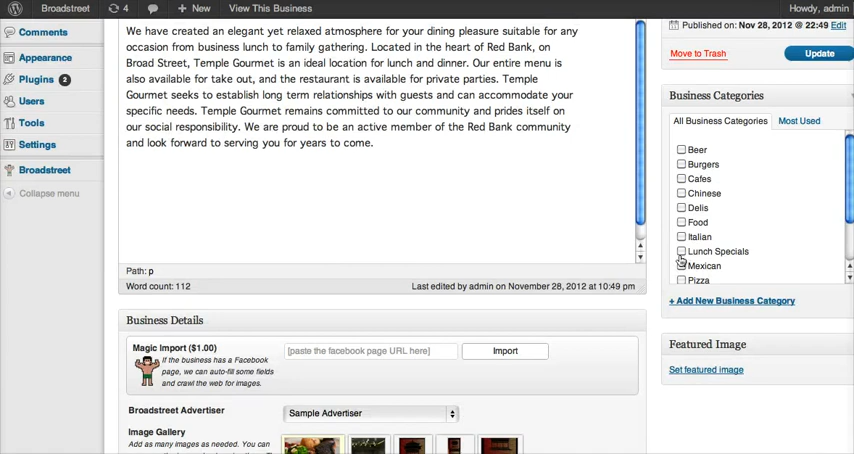 Broadstreet 4 + New View This Business Howdy, admin
Comments
Appearance
Plugins 2
Users
Tools
Settings
Broadstreet
Collapse menu
We have created an elegant yet relaxed atmosphere for your dining pleasure suitable for any
occasion from business lunch to family gathering. Located in the heart of Red Bank, on
Broad Street, Temple Gourmet is an ideal location for lunch and dinner. Our entire menu is
also available for take out, and the restaurant is available for private parties. Temple
Gourmet seeks to establish long term relationships with guests and can accommodate your
specific needs. Temple Gourmet remains committed to our community and prides itself on
our social responsibility. We are proud to be an active member of the Red Bank community
and look forward to serving you for years to come.
Path: p
Word count: 112 Last edited by admin on November 28, 2012 at 10:49 pm
Business Details
Magic Import ($1.00)
If the business has a Facebook
page, we can auto-fill some fields
and crawl the web for images.
[paste the facebook page URL here] Import
Broadstreet Advertiser Sample Advertiser
Image Gallery
Add as many images as needed. You can
Published on: Nov 28, 2012 @ 22:49 Edit
Move to Trash Update
Business Categories
All Business Categories Most Used
Beer
Burgers
Cafes
Chinese
Delis
Food
Italian
Lunch Specials
Mexican
Pizza
+ Add New Business Category
Featured Image
Set featured image